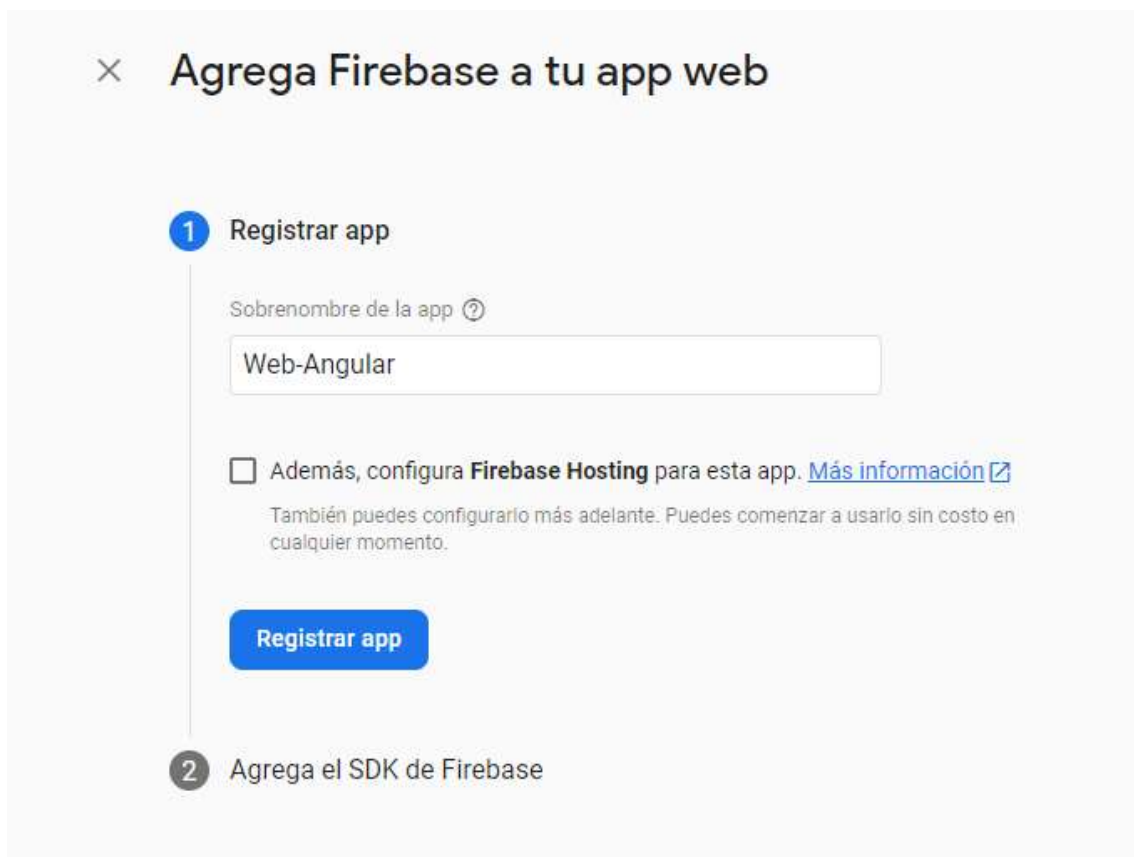 Agrega Firebase a tu app web
1 Registrar app
Sobrenombre de la app
Web-Angular
Además, configura Firebase Hosting para esta app. Más información
También puedes configurarlo más adelante. Puedes comenzar a usarlo sin costo en
cualquier momento.
Registrar app
2 Agrega el SDK de Firebase